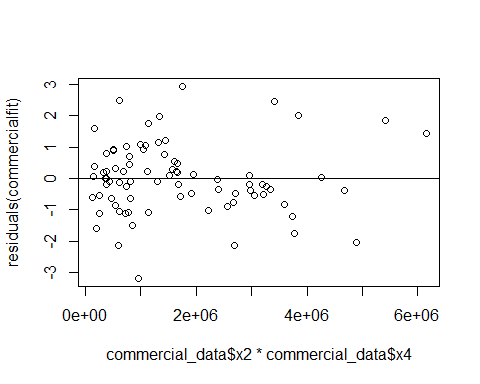 residuals(commercialfit)
3
2
1
0
-1
-2
-3
0e+00
2e+06
4e+06
6e+06
commercial_data$x2 * commercial_data$x4